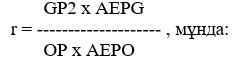 GP2 x AEPG
r = -------------------- , мұнда:
OP x AEPO